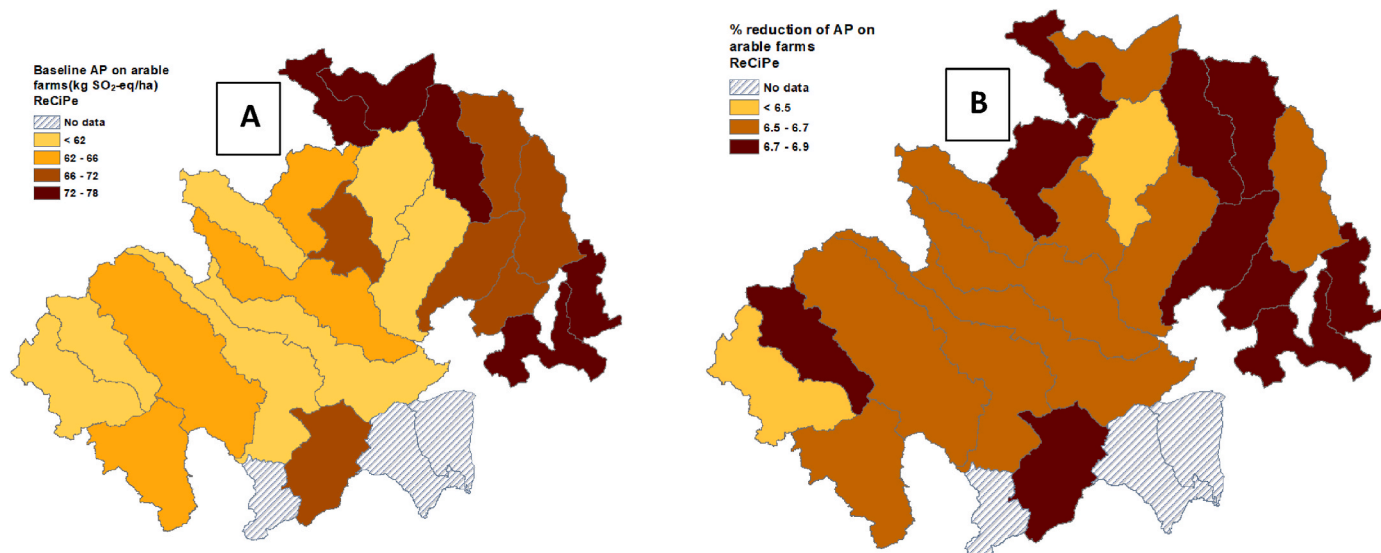 Baseline AP on arable
farms(kg SO₂-eq/ha)
ReCiPe
No data
< 62
62 - 66
66 - 72
72 - 78
A
% reduction of AP on
arable farms
ReCiPe
No data
< 6.5
6.5 - 6.7
6.7 - 6.9
B